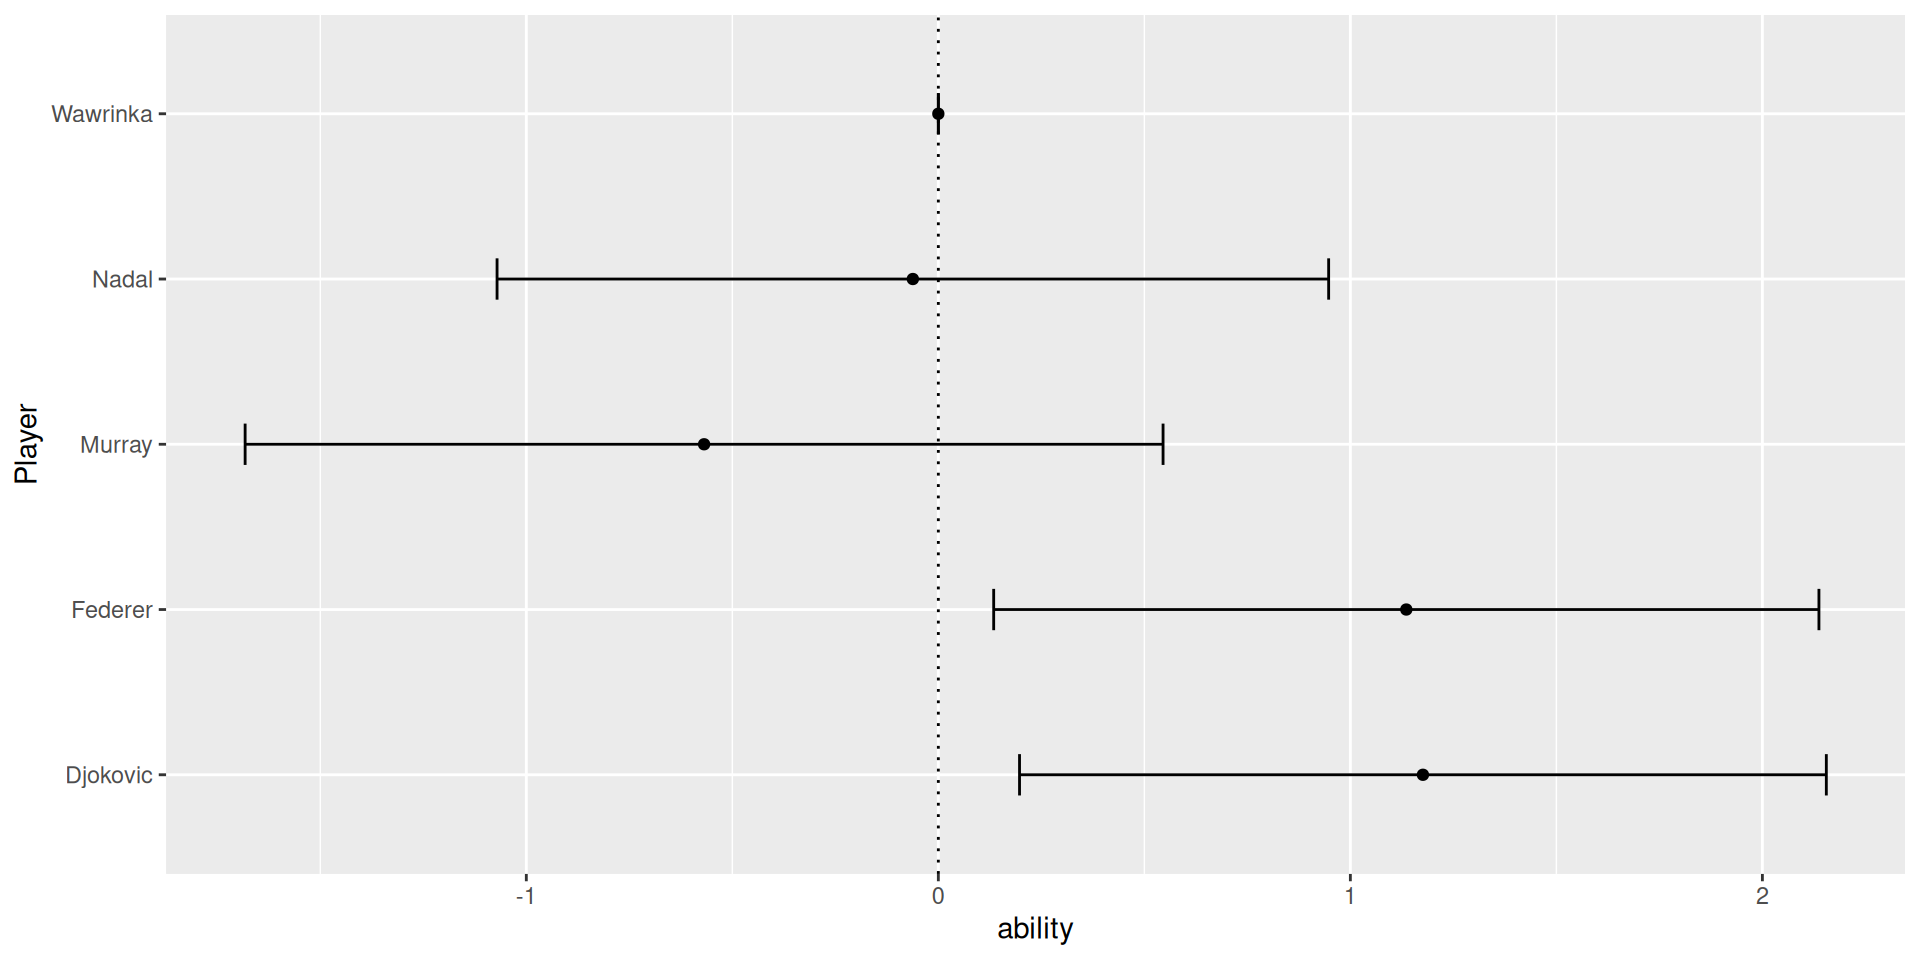 Player
Wawrinka
Nadal
Murray
Federer
Djokovic
-1 0 1 2
ability